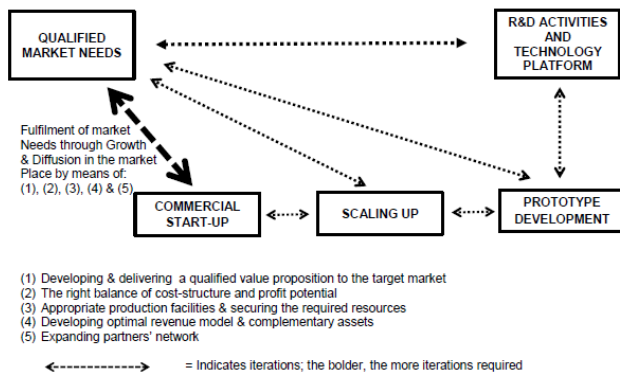 QUALIFIED
MARKET NEEDS
R&D ACTIVITIES
AND
TECHNOLOGY
PLATFORM
Fulfilment of market
Needs through Growth
& Diffusion in the market
Place by means of:
(1), (2), (3), (4) & (5)
COMMERCIAL
START-UP
SCALING UP
PROTOTYPE
DEVELOPMENT
(1) Developing & delivering a qualified value proposition to the target market
(2) The right balance of cost-structure and profit potential
(3) Appropriate production facilities & securing the required resources
(4) Developing optimal revenue model & complementary assets
(5) Expanding partners' network
= Indicates iterations; the bolder, the more iterations required